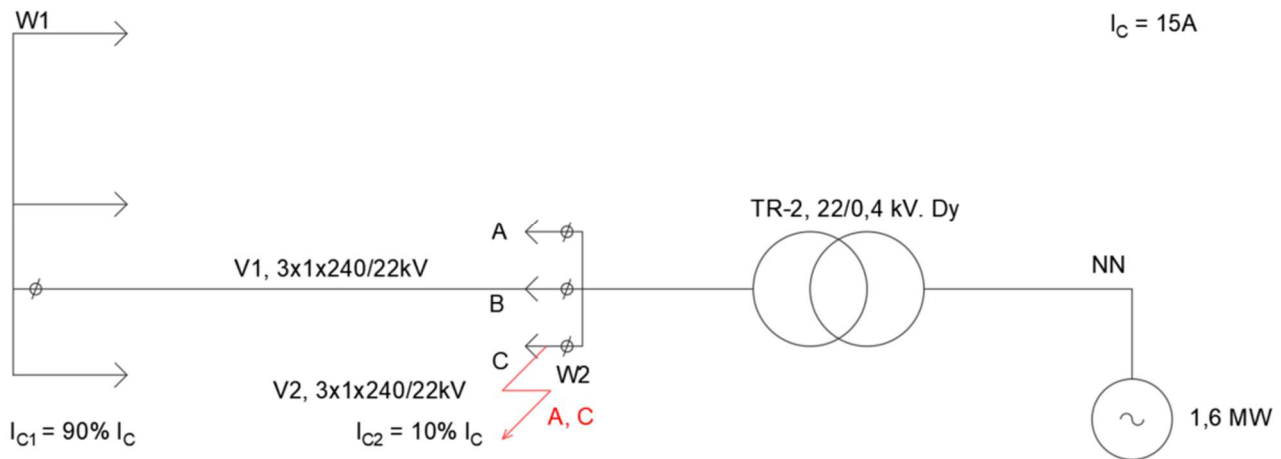 W1
I_C = 15A
TR-2, 22/0,4 kV. Dy
A
V1, 3x1x240/22kV
NN
B
C
W2
V2, 3x1x240/22kV
A, C
1,6 MW
I_C1 = 90% I_C
I_C2 = 10% I_C